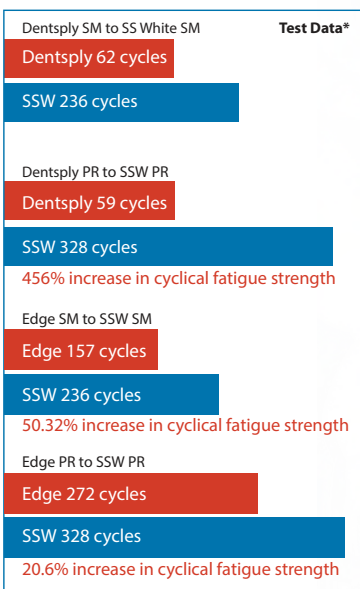 Dentsply SM to SS White SM Test Data*
Dentsply 62 cycles
SSW 236 cycles
Dentsply PR to SSW PR
Dentsply 59 cycles
SSW 328 cycles
456% increase in cyclical fatigue strength
Edge SM to SSW SM
Edge 157 cycles
SSW 236 cycles
50.32% increase in cyclical fatigue strength
Edge PR to SSW PR
Edge 272 cycles
SSW 328 cycles
20.6% increase in cyclical fatigue strength